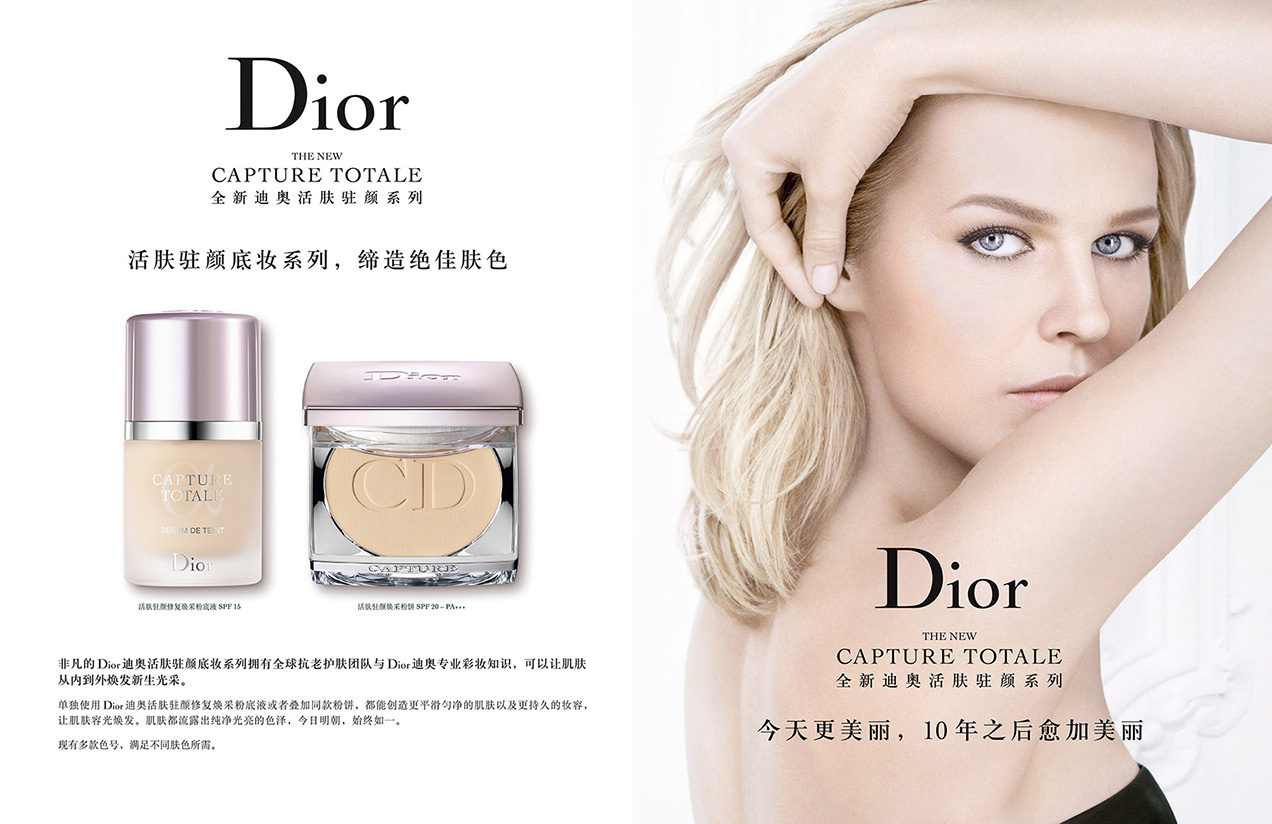 Dior
THE NEW
CAPTURE TOTALE
全新迪奥活肤驻颜系列
活肤驻颜底妆系列，缔造绝佳肤色
CAPTURE
TOTALE
SÉRUM DE TEINT
Dior
Dior
CD
CAPTURE
活肤驻颜修复焕采粉底液 SPF 15
活肤驻颜焕采粉饼 SPF 20 – PA+++
非凡的Dior迪奥活肤驻颜底妆系列拥有全球抗老护肤团队与Dior迪奥专业彩妆知识，可以让肌肤
从内到外焕发新生光采。
单独使用Dior迪奥活肤驻颜修复焕采粉底液或者叠加同款粉饼，都能创造更平滑匀净的肌肤以及更持久的妆容，
让肌肤容光焕发。肌肤都流露出纯净光亮的色泽，今日明朝，始终如一。
现有多款色号，满足不同肤色所需。
Dior
THE NEW
CAPTURE TOTALE
全新迪奥活肤驻颜系列
今天更美丽，10年之后愈加美丽